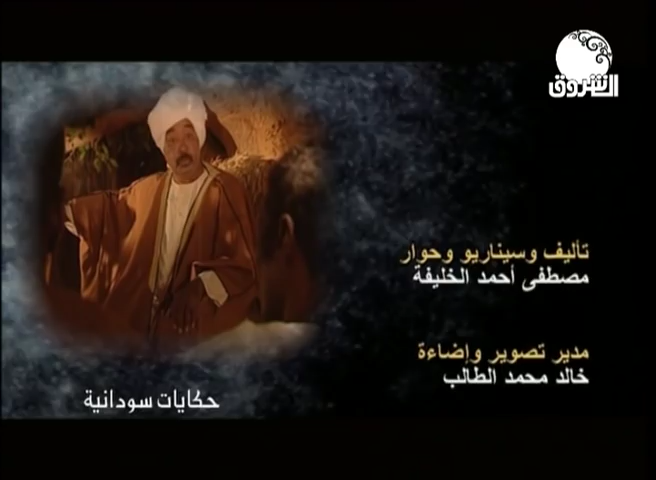 الشروق
تأليف وسيناريو وحوار
مصطفى أحمد الخليفة
مدير تصوير وإضاءة
خالد محمد الطالب
حكايات سودانية